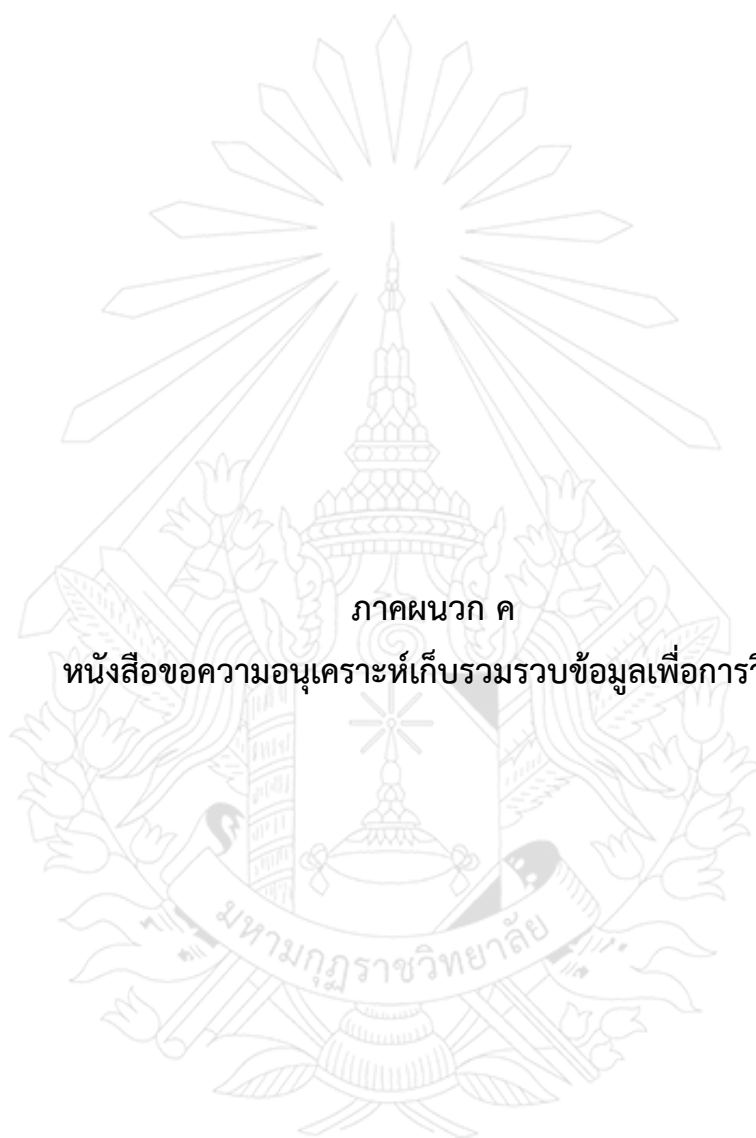 ภาคผนวก ค
หนังสือขอความอนุเคราะห์เก็บรวมรวบข้อมูลเพื่อการ
มหามกุฏราชวิทยาลัย